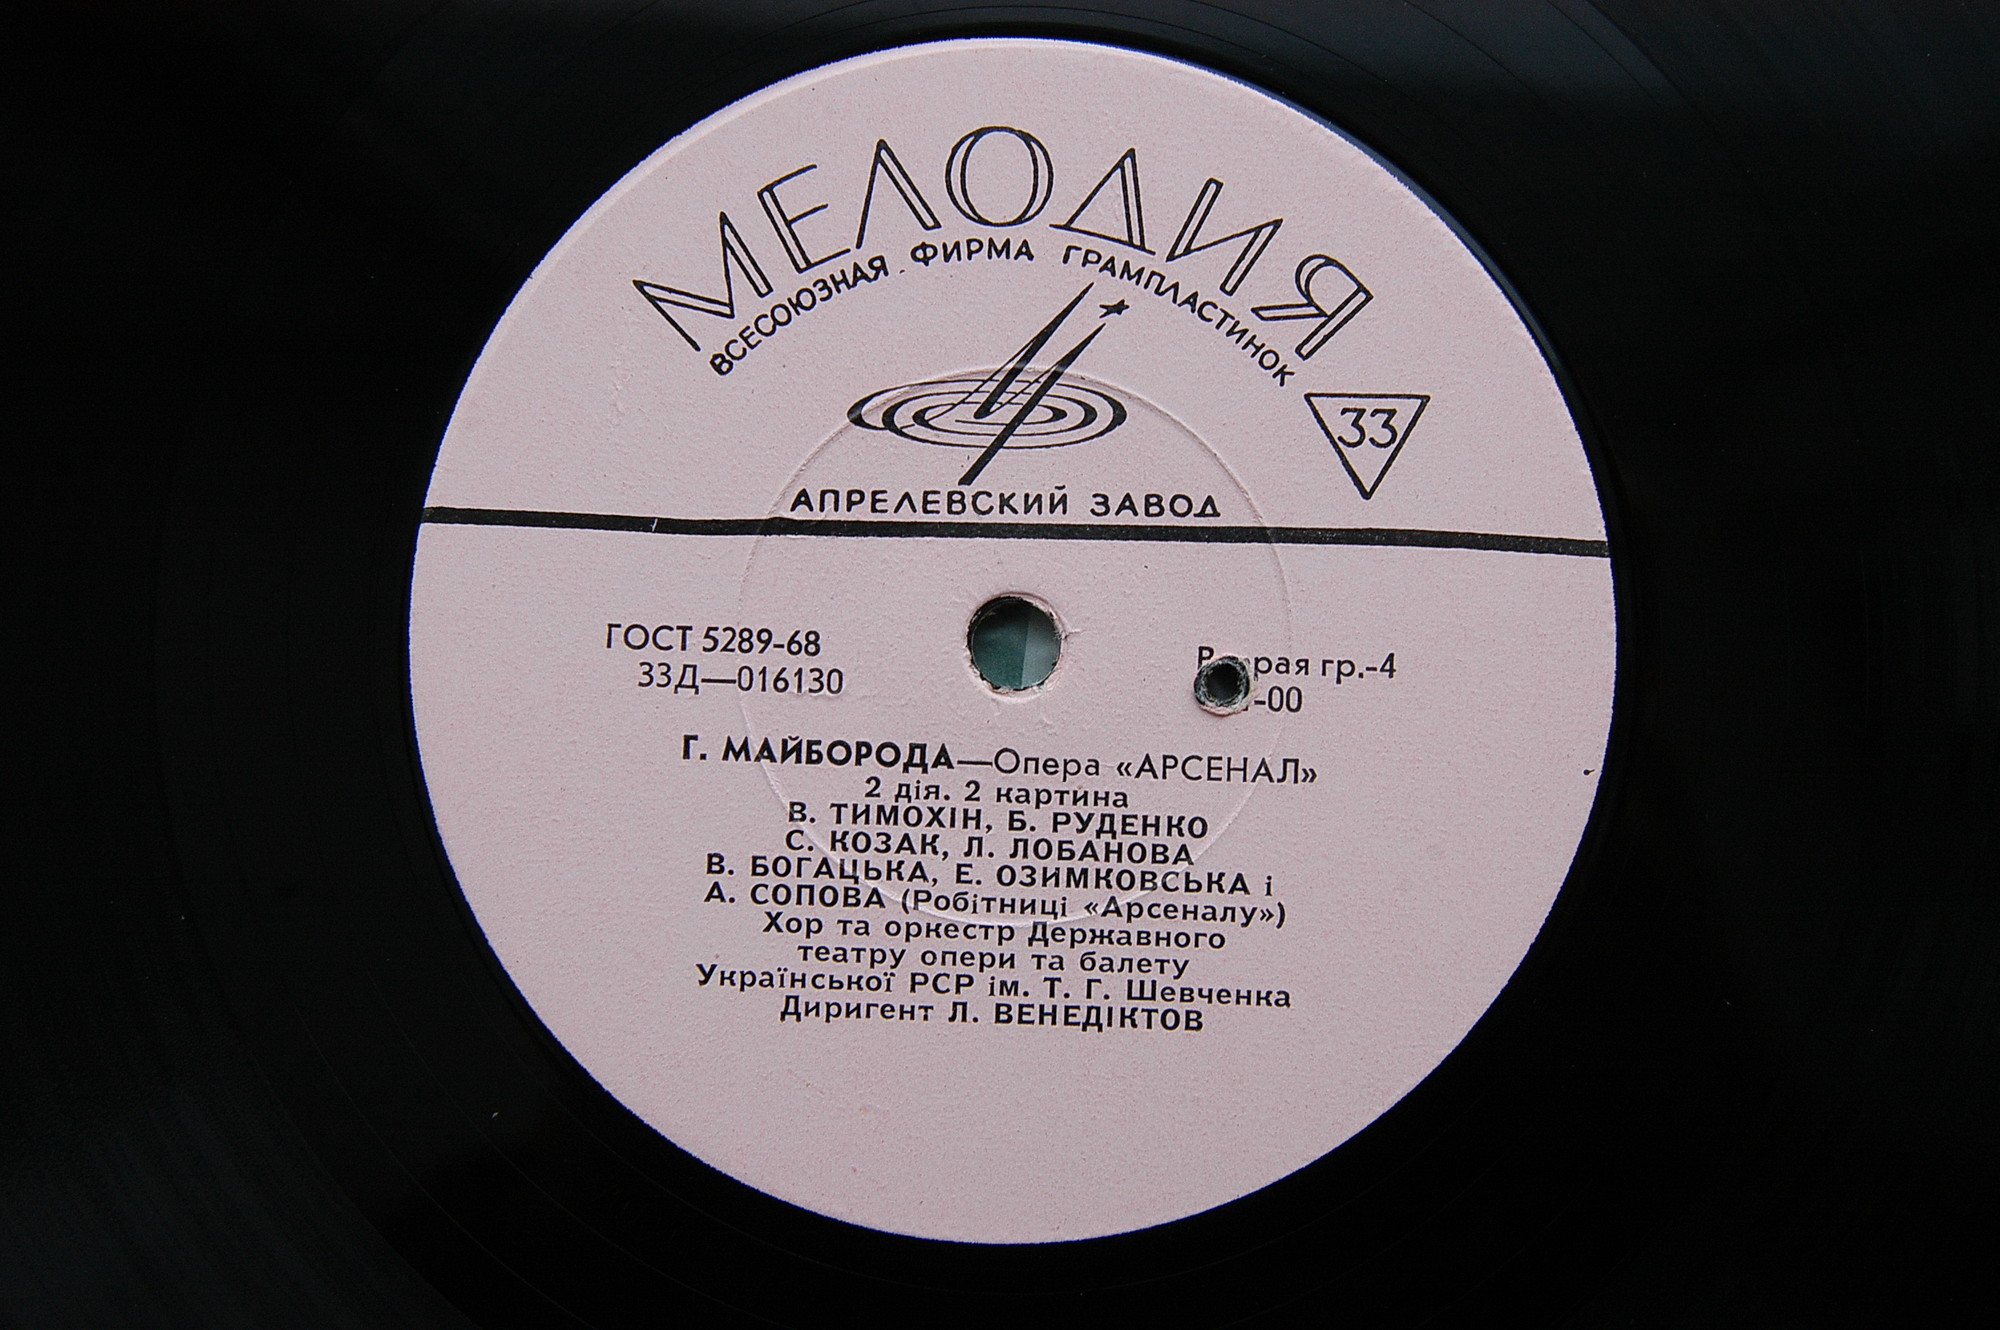 МЕЛОДИЯ
ВСЕСОЮЗНАЯ ФИРМА ГРАМПЛАСТИНОК
33
АПРЕЛЕВСКИЙ ЗАВОД
ГОСТ 5289-68
33Д—016130
гр.-4
-00
Г. МАЙБОРОДА—Опера «АРСЕНАЛ»
2 дія. 2 картина
В. ТИМОХІН, Б. РУДЕНКО
С. КОЗАК, Л. ЛОБАНОВА
В. БОГАЦЬКА, Е. ОЗИМКОВСЬКА і
А. СОПОВА (Робітниці «Арсеналу»)
Хор та оркестр Державного
театру опери та балету
Української РСР ім. Т. Г. Шевченка
Диригент Л. ВЕНЕДІКТОВ